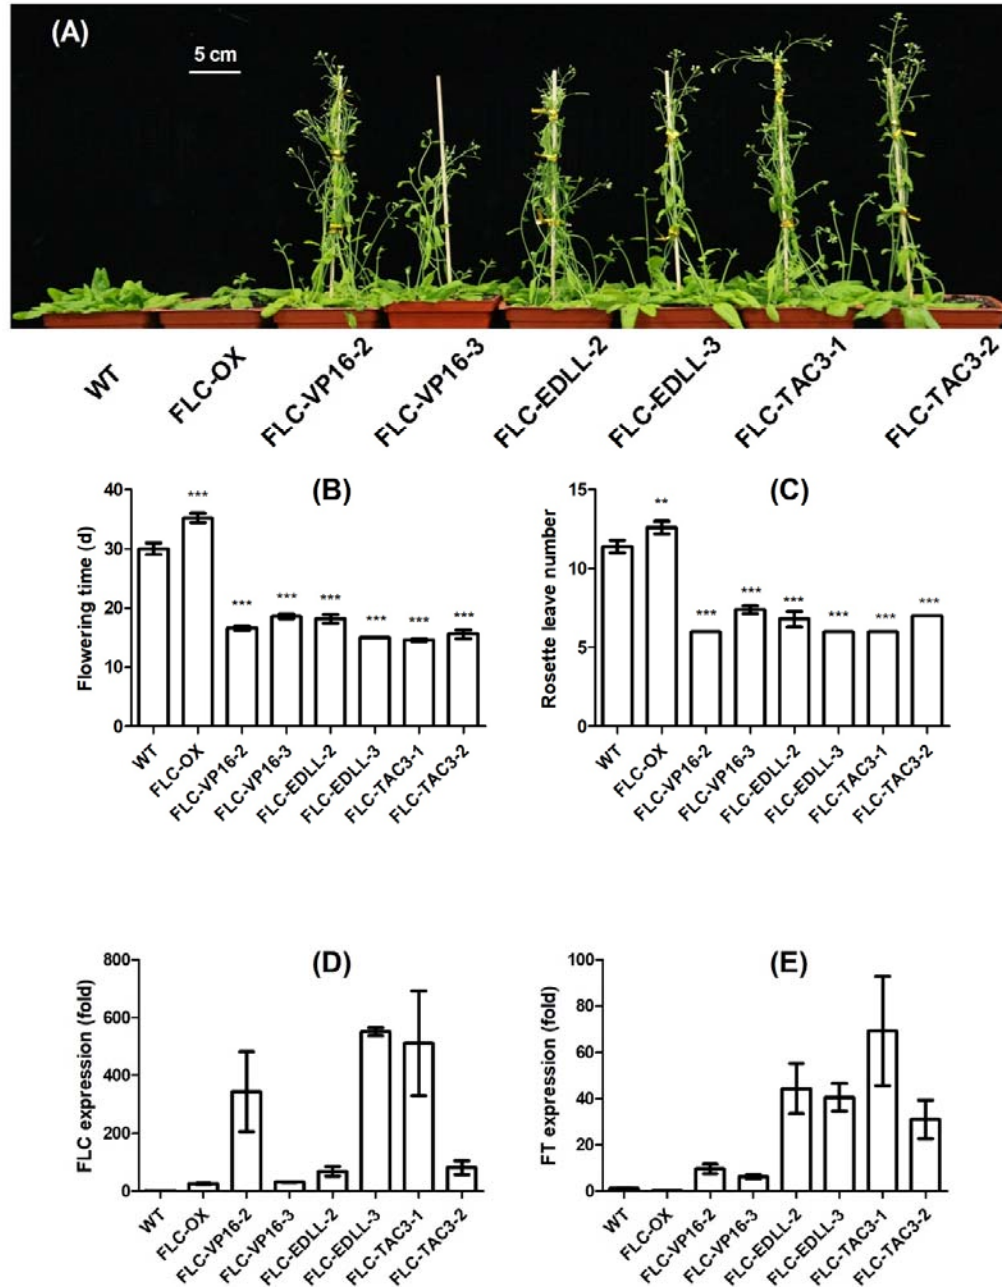 (A)
5 cm
WT
FLC-OX
FLC-VP16-2
FLC-VP16-3
FLC-EDLL-2
FLC-EDLL-3
FLC-TAC3-1
FLC-TAC3-2
(B)
Flowering time (d)
40
30
20
10
0
***
***
***
***
***
***
***
WT
FLC-OX
FLC-VP16-2
FLC-VP16-3
FLC-EDLL-2
FLC-EDLL-3
FLC-TAC3-1
FLC-TAC3-2
(C)
Rosette leave number
15
10
5
0
**
***
***
***
***
***
***
WT
FLC-OX
FLC-VP16-2
FLC-VP16-3
FLC-EDLL-2
FLC-EDLL-3
FLC-TAC3-1
FLC-TAC3-2
(D)
FLC expression (fold)
800
600
400
200
0
WT
FLC-OX
FLC-VP16-2
FLC-VP16-3
FLC-EDLL-2
FLC-EDLL-3
FLC-TAC3-1
FLC-TAC3-2
(E)
FT expression (fold)
100
80
60
40
20
0
WT
FLC-OX
FLC-VP16-2
FLC-VP16-3
FLC-EDLL-2
FLC-EDLL-3
FLC-TAC3-1
FLC-TAC3-2